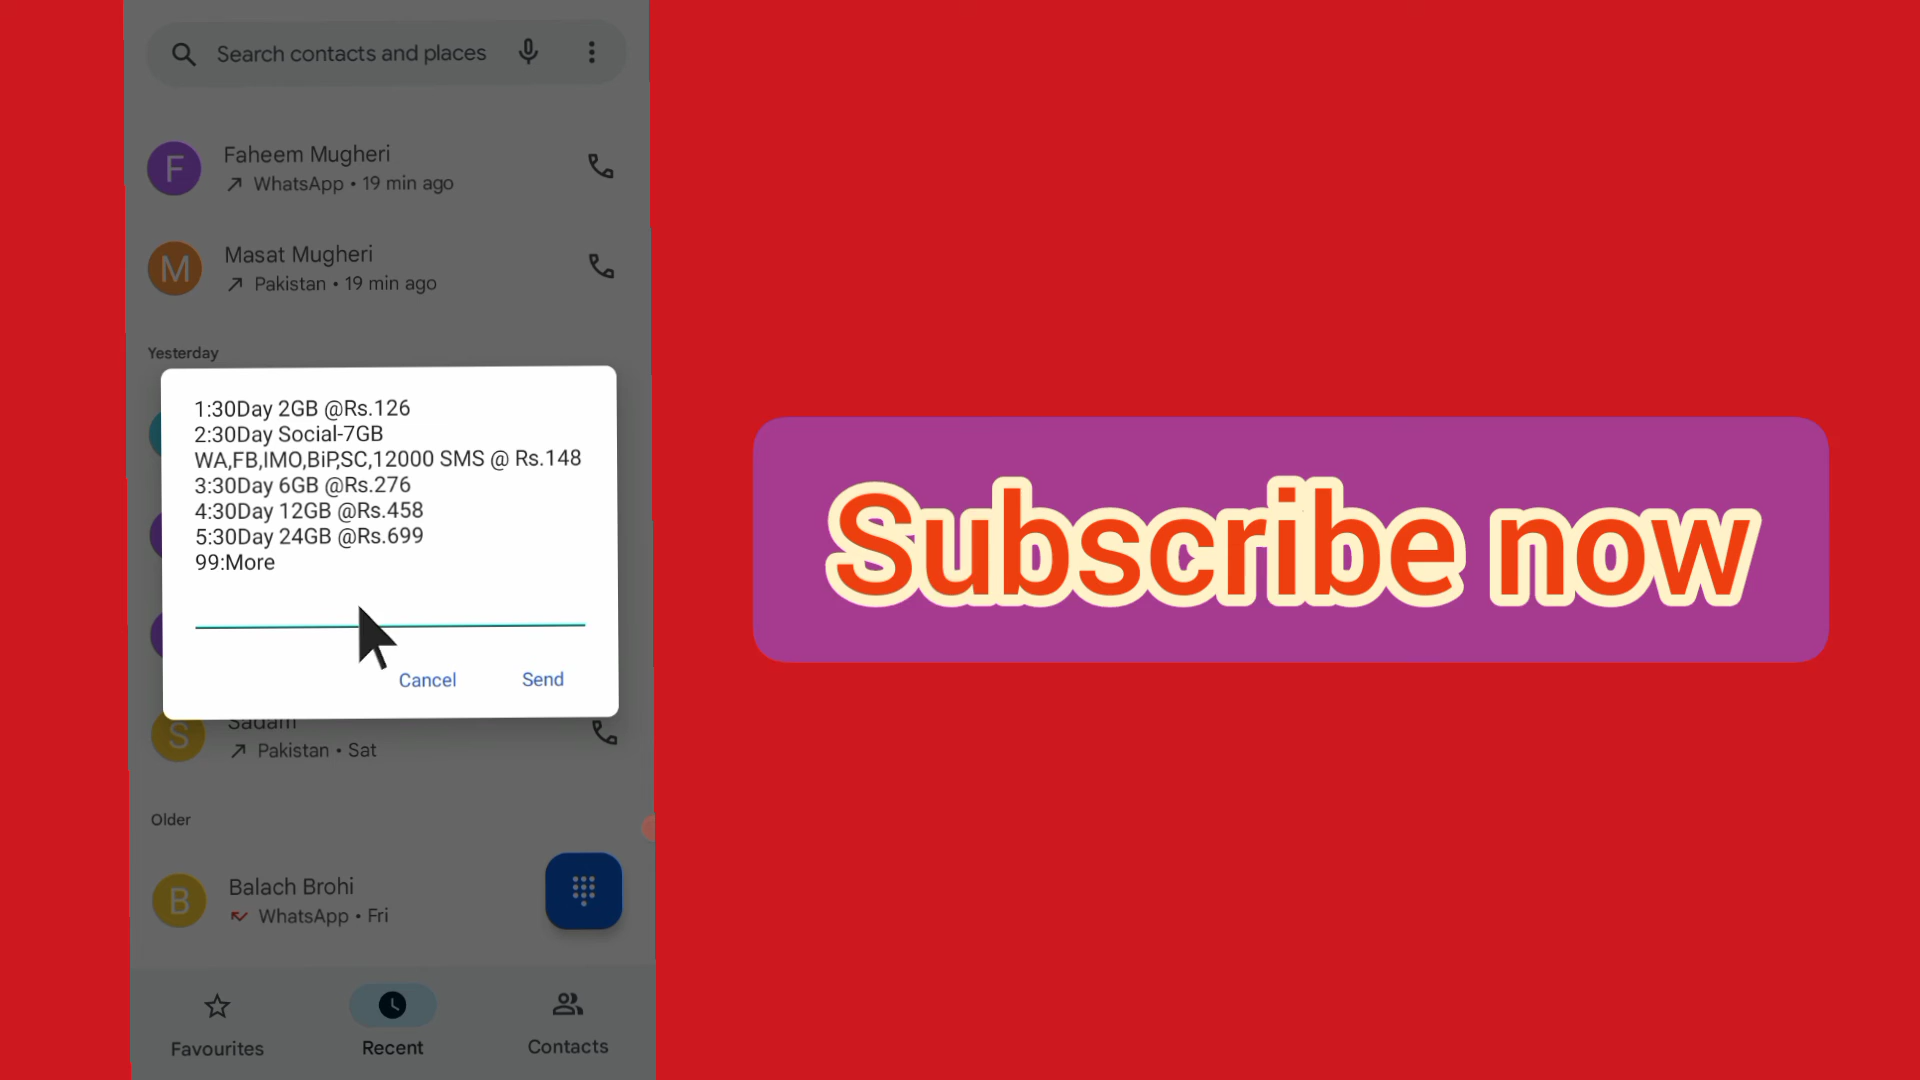 Search contacts and places
F
Faheem Mugheri
WhatsApp • 19 min ago
M
Masat Mugheri
Pakistan • 19 min ago
Yesterday
1:30Day 2GB @Rs.126
2:30Day Social-7GB
WA,FB,IMO,BiP,SC,12000 SMS @ Rs.148
3:30Day 6GB @Rs.276
4:30Day 12GB @Rs.458
5:30Day 24GB @Rs.699
99:More
Cancel
Send
S
Sadam
Pakistan • Sat
Older
B
Balach Brohi
WhatsApp • Fri
Favourites
Recent
Contacts
Subscribe now